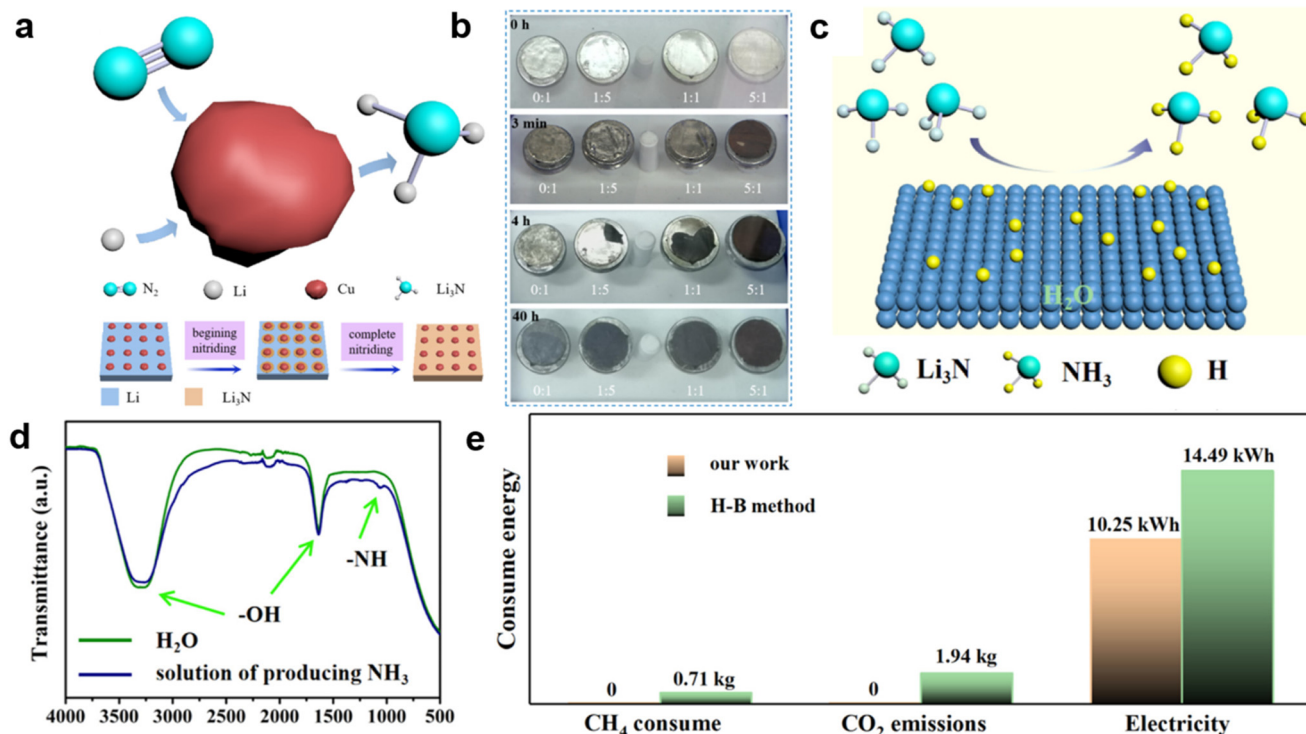 a
N₂
Li
Cu
Li₃N
begining
nitriding
complete
nitriding
Li
Li₃N
b
0 h
0:1
1:5
1:1
5:1
3 min
0:1
1:5
1:1
5:1
4 h
0:1
1:5
1:1
5:1
40 h
0:1
1:5
1:1
5:1
c
H₂O
Li₃N
NH₃
H
d
Transmittance (a.u.)
-NH
-OH
H₂O
solution of producing NH₃
4000 3500 3000 2500 2000 1500 1000 500
e
Consume energy
our work
H-B method
14.49 kWh
10.25 kWh
1.94 kg
0.71 kg
0
0
CH₄ consume
CO₂ emissions
Electricity